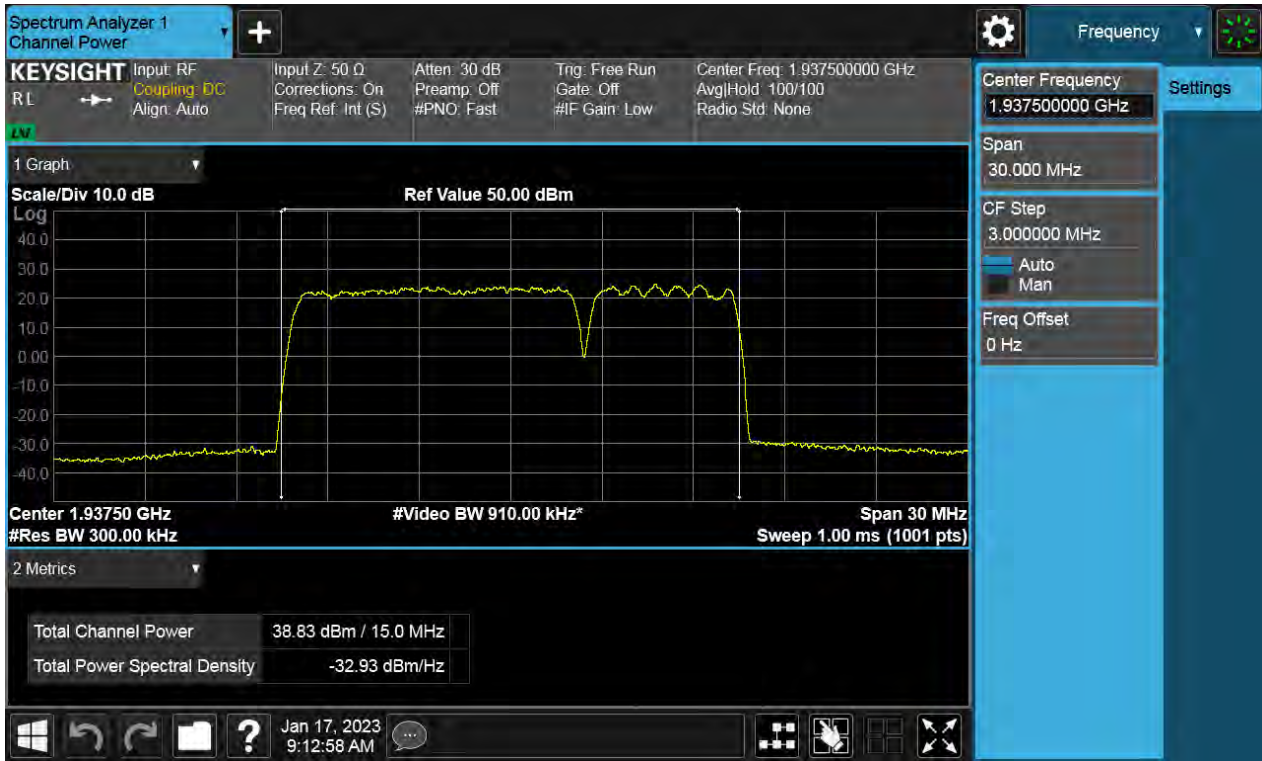 Spectrum Analyzer 1
Channel Power
+
Frequency
KEYSIGHT
RL
LXI
Input: RF
Coupling: DC
Align: Auto
Input Z: 50 Ω
Corrections: On
Freq Ref: Int (S)
Atten: 30 dB
Preamp: Off
#PNO: Fast
Trig: Free Run
Gate: Off
#IF Gain: Low
Center Freq: 1.937500000 GHz
Avg|Hold: 100/100
Radio Std: None
Center Frequency
1.937500000 GHz
Settings
Span
30.000 MHz
CF Step
3.000000 MHz
Auto
Man
Freq Offset
0 Hz
1 Graph
Scale/Div 10.0 dB
Ref Value 50.00 dBm
Log
40.0
30.0
20.0
10.0
0.00
-10.0
-20.0
-30.0
-40.0
Center 1.93750 GHz
#Video BW 910.00 kHz*
Span 30 MHz
#Res BW 300.00 kHz
Sweep 1.00 ms (1001 pts)
2 Metrics
Total Channel Power 38.83 dBm / 15.0 MHz
Total Power Spectral Density -32.93 dBm/Hz
?
Jan 17, 2023
9:12:58 AM